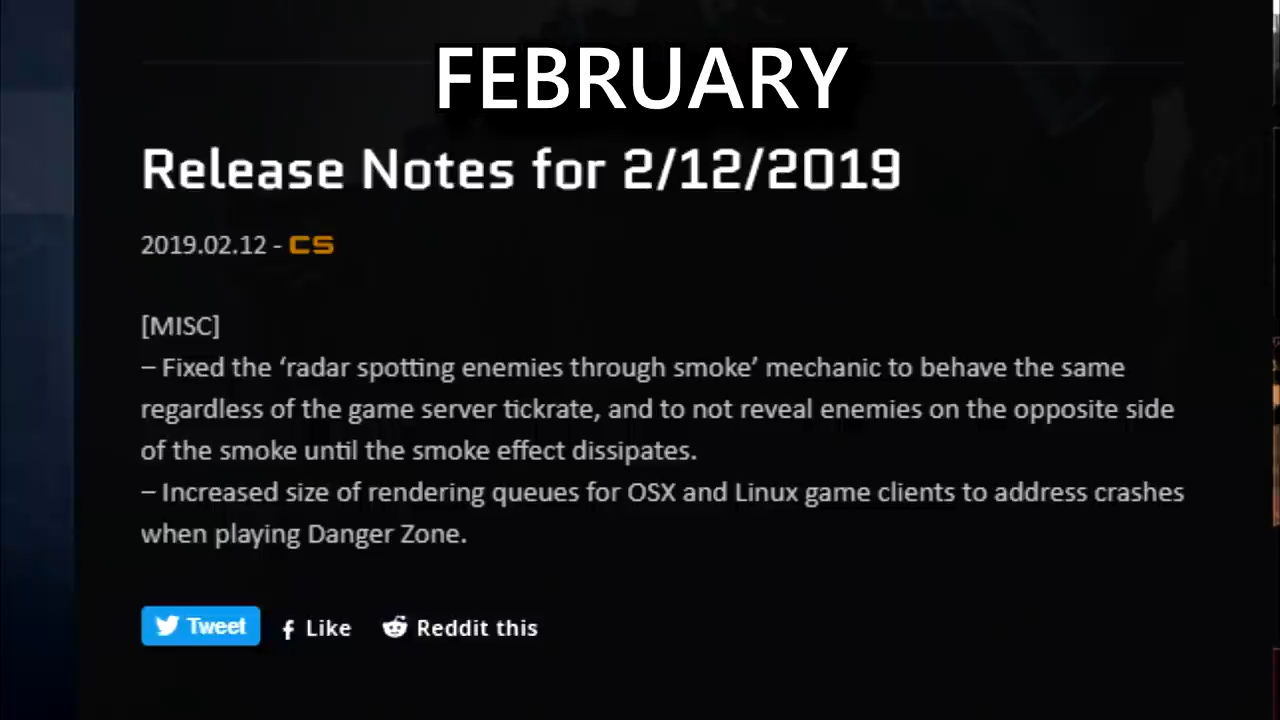 FEBRUARY
Release Notes for 2/12/2019
2019.02.12 - CS
[MISC]
– Fixed the ‘radar spotting enemies through smoke’ mechanic to behave the same
regardless of the game server tickrate, and to not reveal enemies on the opposite side
of the smoke until the smoke effect dissipates.
– Increased size of rendering queues for OSX and Linux game clients to address crashes
when playing Danger Zone.
Tweet Like Reddit this